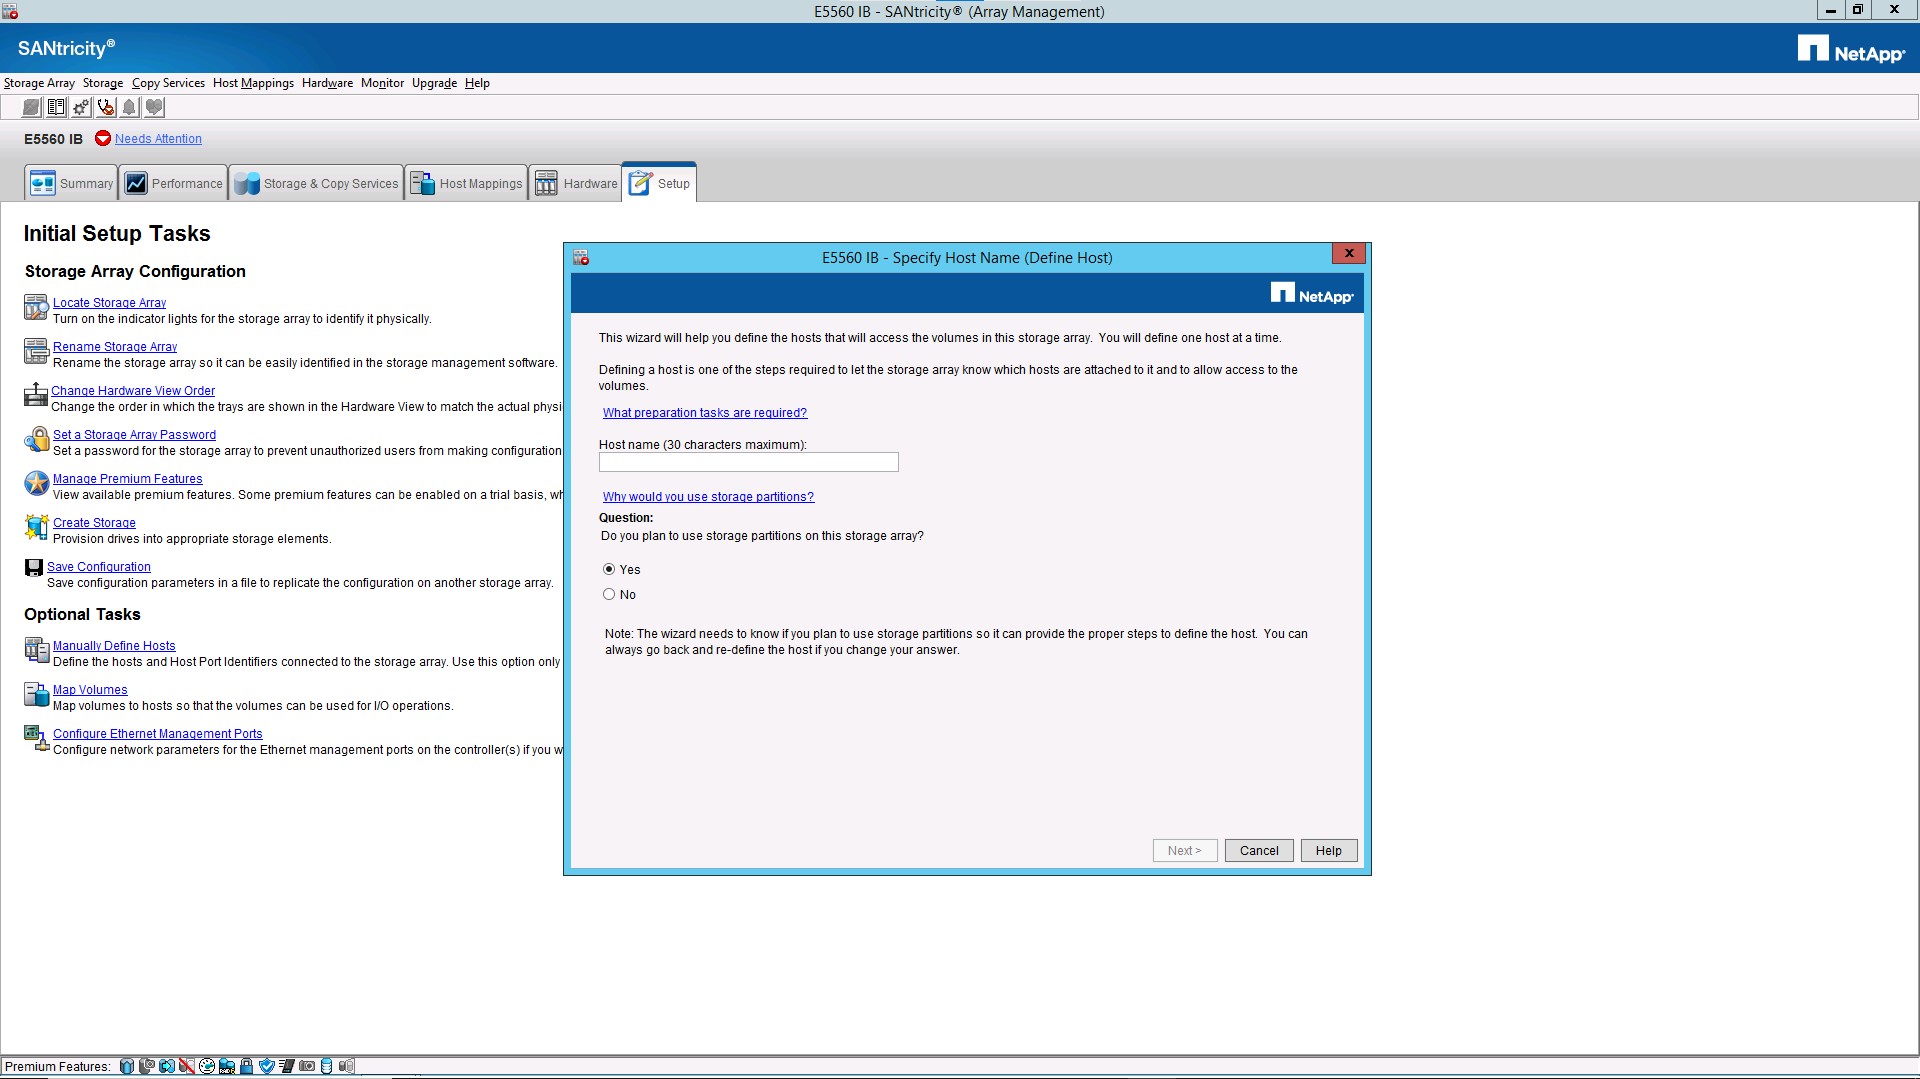 E5560 IB - SANtricity® (Array Management)
SANtricity®
NetApp
Storage Array Storage Copy Services Host Mappings Hardware Monitor Upgrade Help
E5560 IB Needs Attention
Summary Performance Storage & Copy Services Host Mappings Hardware Setup
Initial Setup Tasks
Storage Array Configuration
Locate Storage Array
Turn on the indicator lights for the storage array to identify it physically.
Rename Storage Array
Rename the storage array so it can be easily identified in the storage management software.
Change Hardware View Order
Change the order in which the trays are shown in the Hardware View to match the actual physi
Set a Storage Array Password
Set a password for the storage array to prevent unauthorized users from making configuration
Manage Premium Features
View available premium features. Some premium features can be enabled on a trial basis, wh
Create Storage
Provision drives into appropriate storage elements.
Save Configuration
Save configuration parameters in a file to replicate the configuration on another storage array.
Optional Tasks
Manually Define Hosts
Define the hosts and Host Port Identifiers connected to the storage array. Use this option only
Map Volumes
Map volumes to hosts so that the volumes can be used for I/O operations.
Configure Ethernet Management Ports
Configure network parameters for the Ethernet management ports on the controller(s) if you w
E5560 IB - Specify Host Name (Define Host)
x
NetApp
This wizard will help you define the hosts that will access the volumes in this storage array. You will define one host at a time.
Defining a host is one of the steps required to let the storage array know which hosts are attached to it and to allow access to the
volumes.
What preparation tasks are required?
Host name (30 characters maximum):
Why would you use storage partitions?
Question:
Do you plan to use storage partitions on this storage array?
Yes
No
Note: The wizard needs to know if you plan to use storage partitions so it can provide the proper steps to define the host. You can
always go back and re-define the host if you change your answer.
Next > Cancel Help
Premium Features: